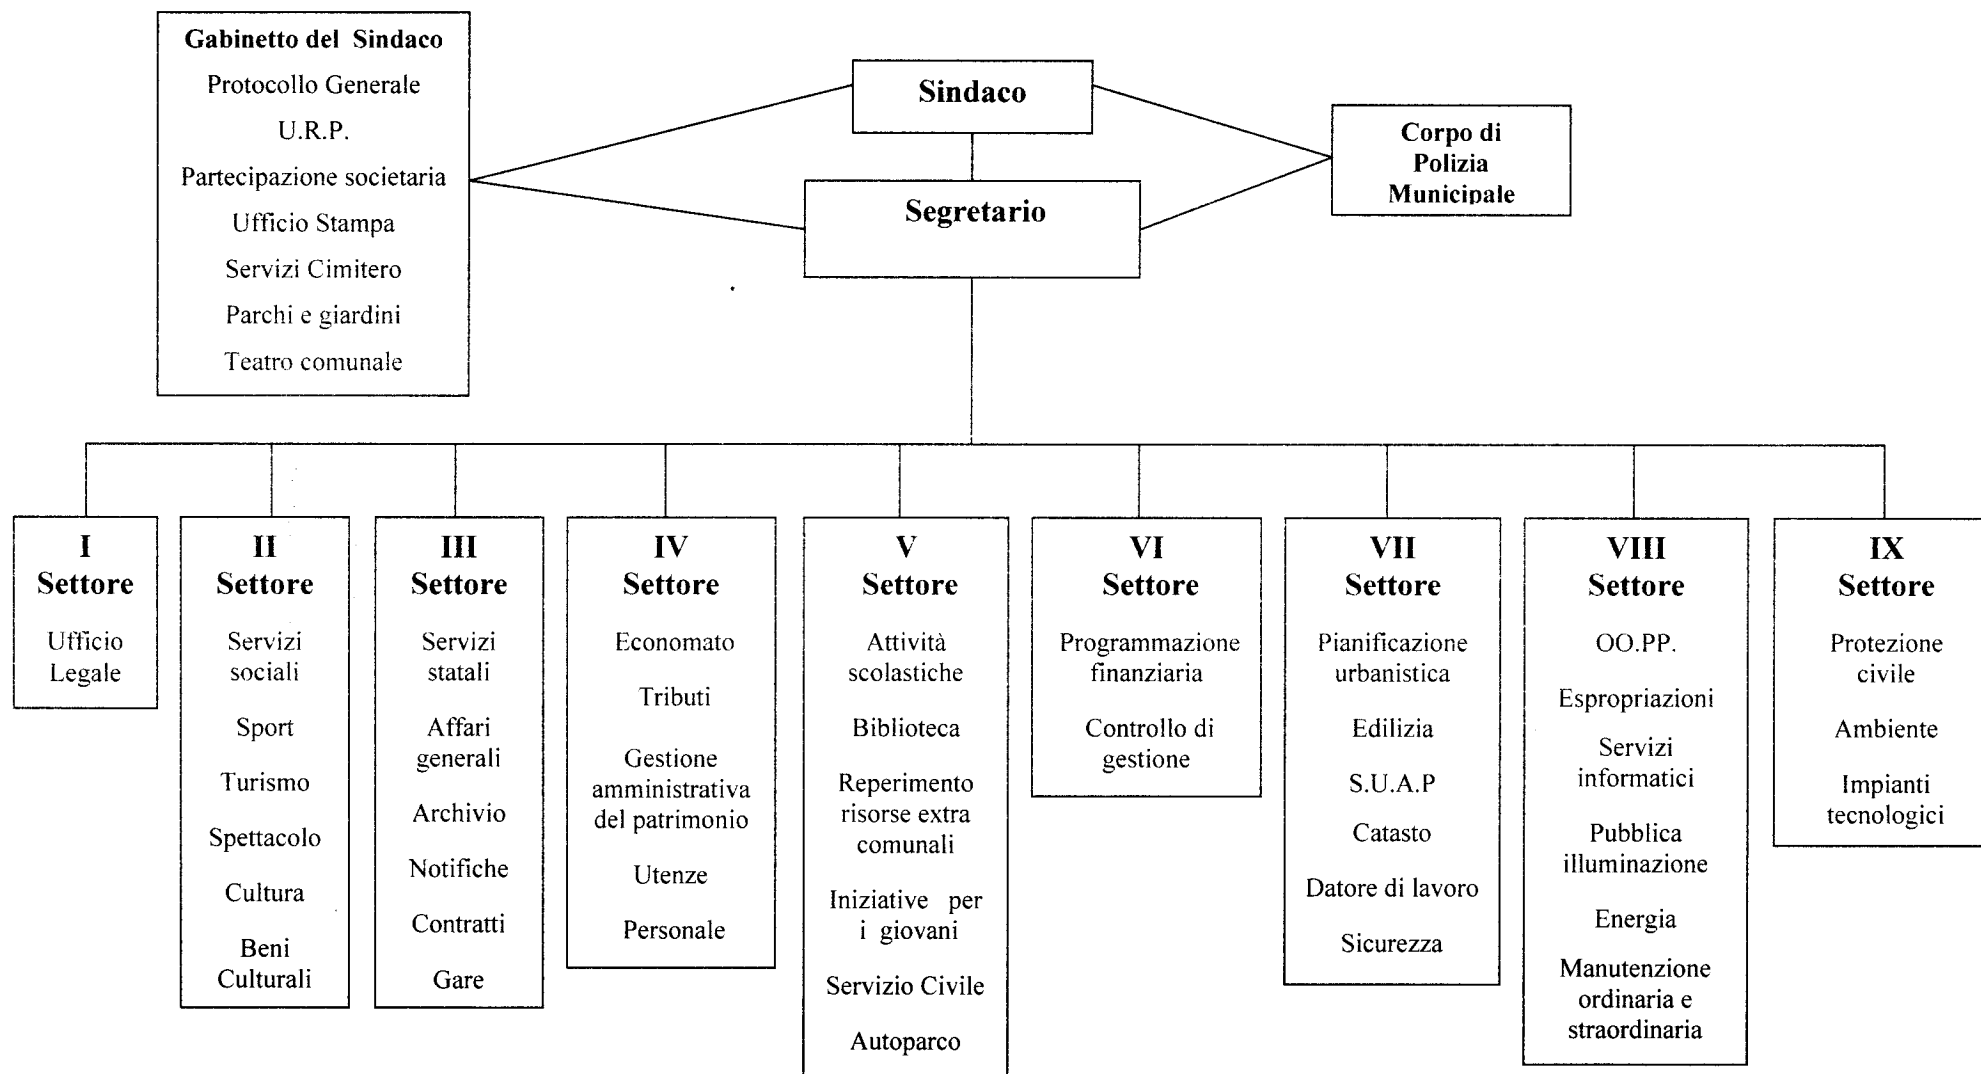 Gabinetto del Sindaco
Protocollo Generale
U.R.P.
Partecipazione societaria
Ufficio Stampa
Servizi Cimitero
Parchi e giardini
Teatro comunale
Sindaco
Segretario
Corpo di
Polizia
Municipale
I
Settore
Ufficio
Legale
II
Settore
Servizi
sociali
Sport
Turismo
Spettacolo
Cultura
Beni
Culturali
III
Settore
Servizi
statali
Affari
generali
Archivio
Notifiche
Contratti
Gare
IV
Settore
Economato
Tributi
Gestione
amministrativa
del patrimonio
Utenze
Personale
V
Settore
Attività
scolastiche
Biblioteca
Reperimento
risorse extra
comunali
Iniziative per
i giovani
Servizio Civile
Autoparco
VI
Settore
Programmazione
finanziaria
Controllo di
gestione
VII
Settore
Pianificazione
urbanistica
Edilizia
S.U.A.P
Catasto
Datore di lavoro
Sicurezza
VIII
Settore
OO.PP.
Espropriazioni
Servizi
informatici
Pubblica
illuminazione
Energia
Manutenzione
ordinaria e
straordinaria
IX
Settore
Protezione
civile
Ambiente
Impianti
tecnologici